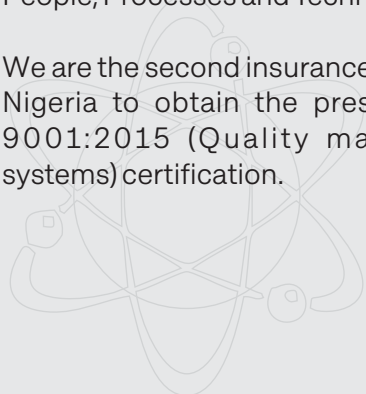 People, Processes and Techn
We are the second insurance
Nigeria to obtain the pres
9001:2015 (Quality ma
systems) certification.